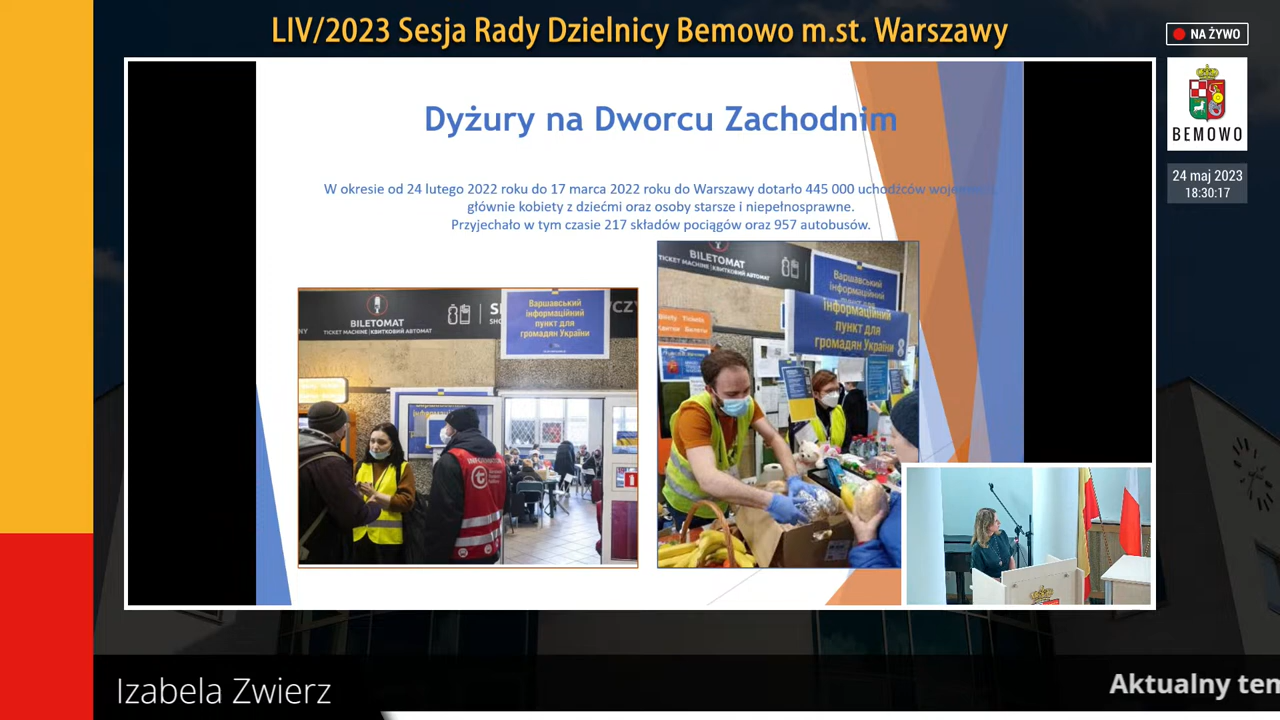 LIV/2023 Sesja Rady Dzielnicy Bemowo m.st. Warszawy
NA ŻYWO
BEMOWO
24 maj 2023
18:30:17
Dyżury na Dworcu Zachodnim
W okresie od 24 lutego 2022 roku do 17 marca 2022 roku do Warszawy dotarło 445 000 uchodźców
głównie kobiety z dziećmi oraz osoby starsze i niepełnosprawne.
Przyjechało w tym czasie 217 składów pociągów oraz 957 autobusów.
BILETOMAT
TICKET MACHINE | КВИТКОВИЙ АВТОМАТ
Варшавський
інформаційний
пункт для
громадян України
BILETOMAT
TICKET MACHINE | КВИТКОВИЙ АВТОМАТ
Варшавський
інформаційний
інформаційний
пункт для
громадян України
Izabela Zwierz
Aktualny tem